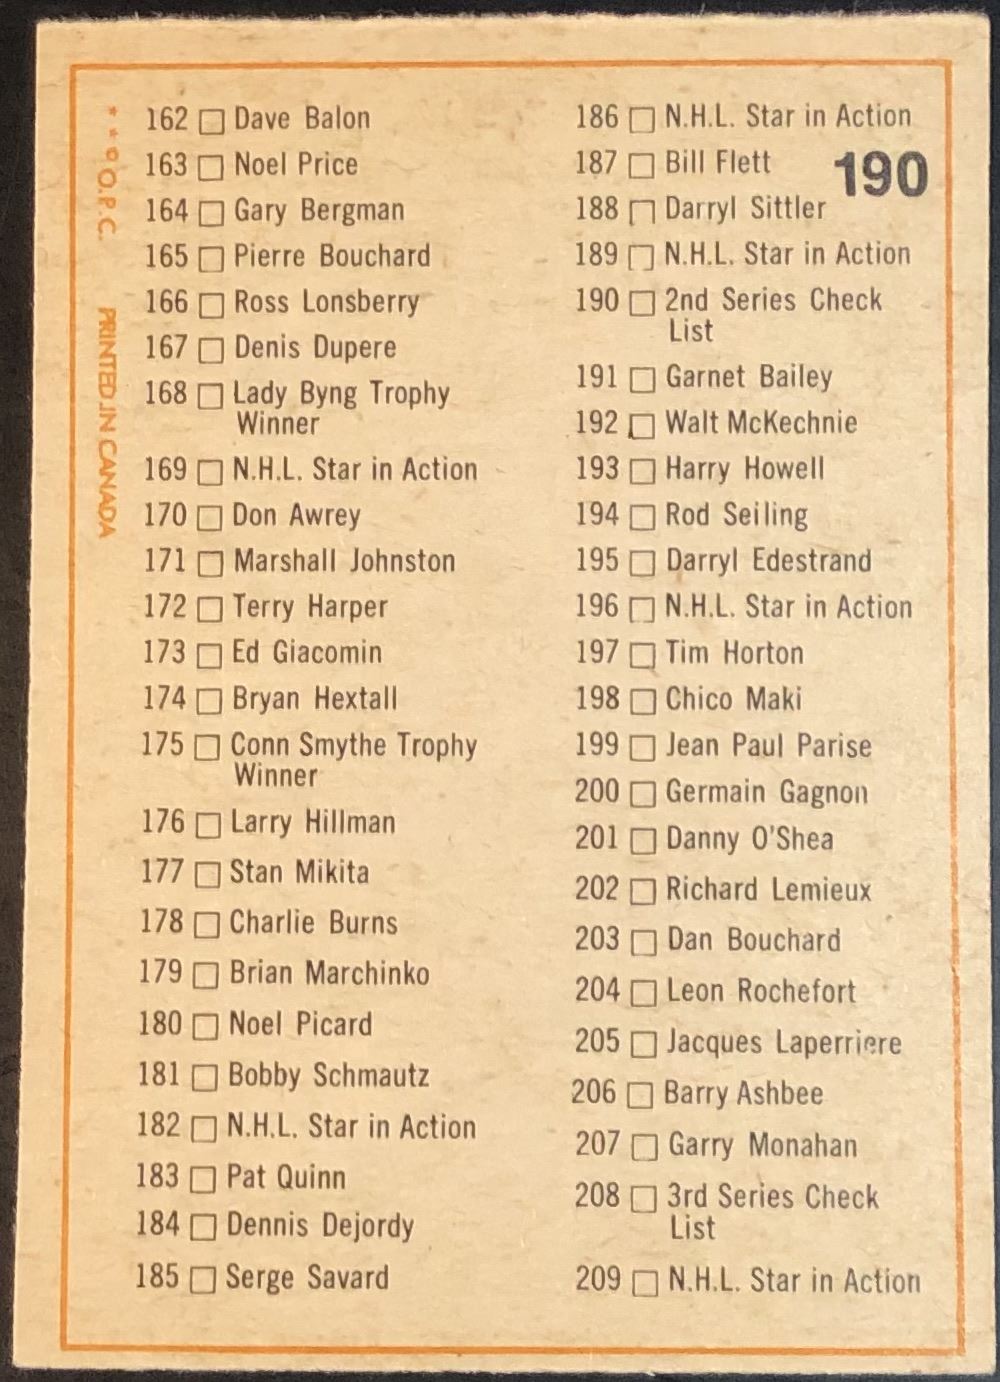 * * © O.P.C. PRINTED IN CANADA
162 □ Dave Balon
163 □ Noel Price
164 □ Gary Bergman
165 □ Pierre Bouchard
166 □ Ross Lonsberry
167 □ Denis Dupere
168 □ Lady Byng Trophy
Winner
169 □ N.H.L. Star in Action
170 □ Don Awrey
171 □ Marshall Johnston
172 □ Terry Harper
173 □ Ed Giacomin
174 □ Bryan Hextall
175 □ Conn Smythe Trophy
Winner
176 □ Larry Hillman
177 □ Stan Mikita
178 □ Charlie Burns
179 □ Brian Marchinko
180 □ Noel Picard
181 □ Bobby Schmautz
182 □ N.H.L. Star in Action
183 □ Pat Quinn
184 □ Dennis Dejordy
185 □ Serge Savard
186 □ N.H.L. Star in Action
187 □ Bill Flett
190
188 □ Darryl Sittler
189 □ N.H.L. Star in Action
190 □ 2nd Series Check
List
191 □ Garnet Bailey
192 □ Walt McKechnie
193 □ Harry Howell
194 □ Rod Seiling
195 □ Darryl Edestrand
196 □ N.H.L. Star in Action
197 □ Tim Horton
198 □ Chico Maki
199 □ Jean Paul Parise
200 □ Germain Gagnon
201 □ Danny O'Shea
202 □ Richard Lemieux
203 □ Dan Bouchard
204 □ Leon Rochefort
205 □ Jacques Laperriere
206 □ Barry Ashbee
207 □ Garry Monahan
208 □ 3rd Series Check
List
209 □ N.H.L. Star in Action